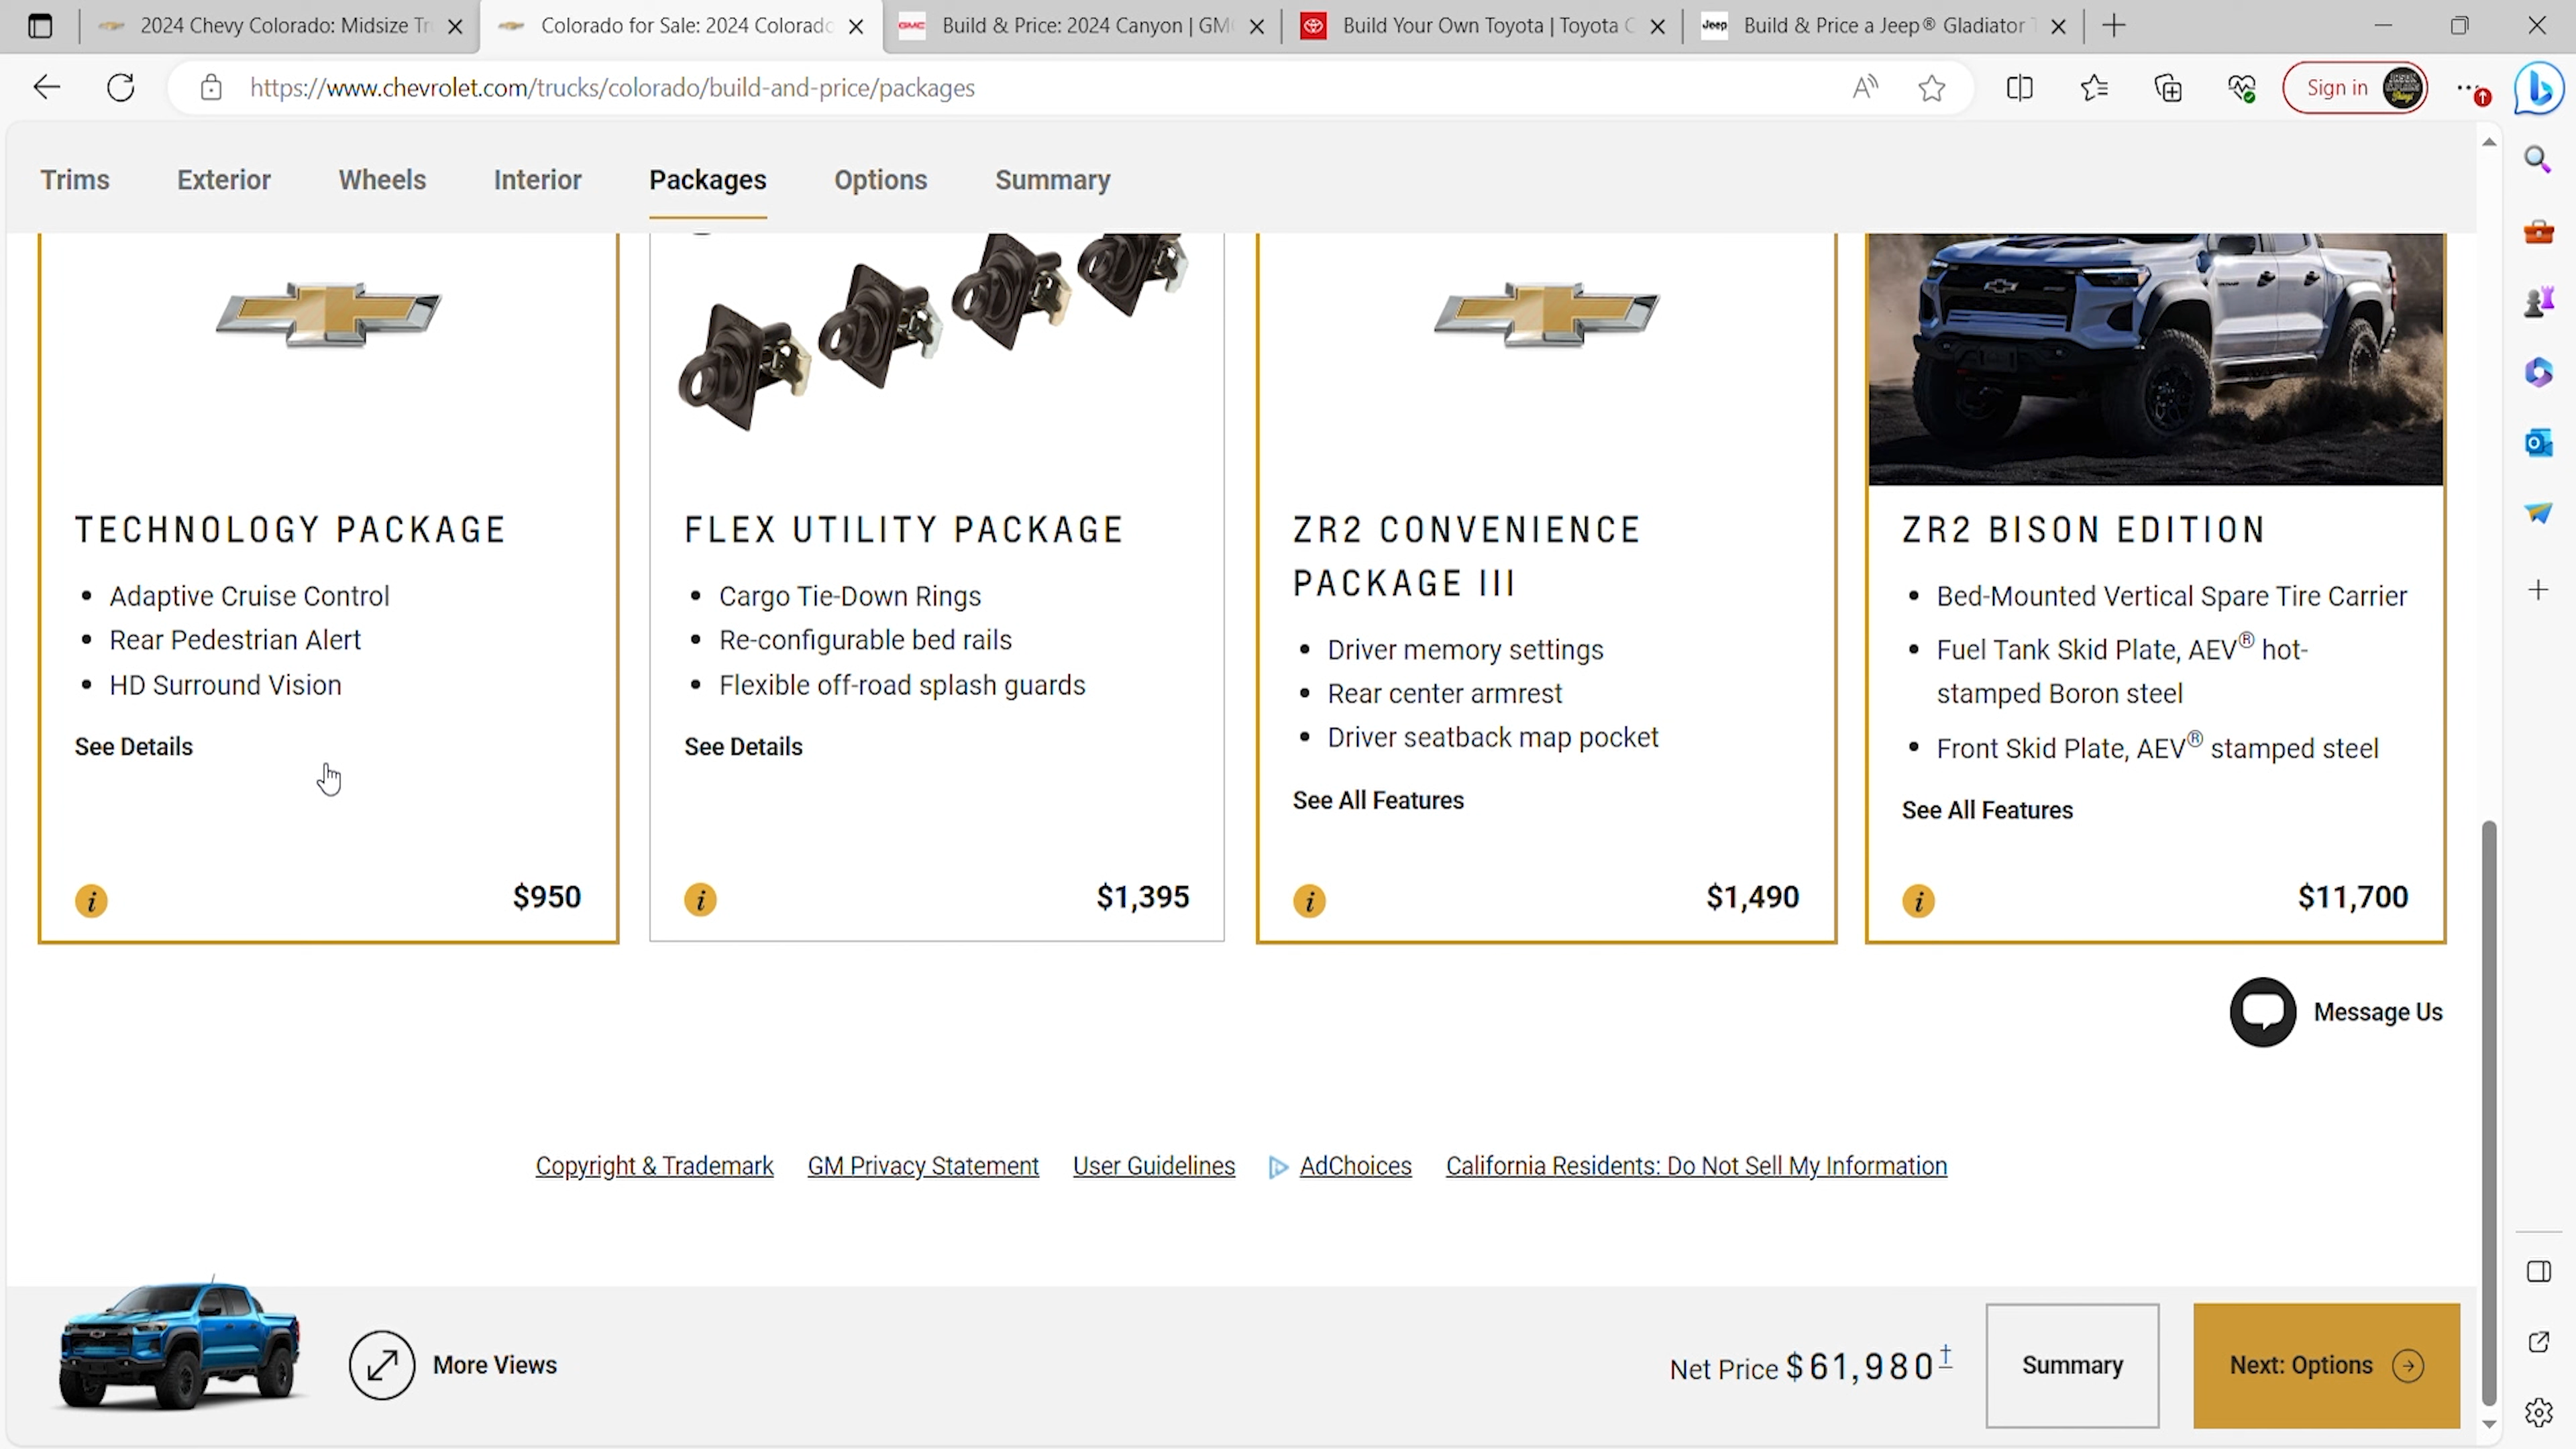 2024 Chevy Colorado: Midsize Tr
Colorado for Sale: 2024 Colorado
GMC
Build & Price: 2024 Canyon | GM
Build Your Own Toyota | Toyota C
Jeep
Build & Price a Jeep® Gladiator T
https://www.chevrolet.com/trucks/colorado/build-and-price/packages
Sign in
Trims
Exterior
Wheels
Interior
Packages
Options
Summary
TECHNOLOGY PACKAGE
• Adaptive Cruise Control
• Rear Pedestrian Alert
• HD Surround Vision
See Details
$950
FLEX UTILITY PACKAGE
• Cargo Tie-Down Rings
• Re-configurable bed rails
• Flexible off-road splash guards
See Details
$1,395
ZR2 CONVENIENCE
PACKAGE III
• Driver memory settings
• Rear center armrest
• Driver seatback map pocket
See All Features
$1,490
ZR2 BISON EDITION
• Bed-Mounted Vertical Spare Tire Carrier
• Fuel Tank Skid Plate, AEV® hot-
stamped Boron steel
• Front Skid Plate, AEV® stamped steel
See All Features
$11,700
Message Us
Copyright & Trademark
GM Privacy Statement
User Guidelines
AdChoices
California Residents: Do Not Sell My Information
More Views
Net Price $61,980†
Summary
Next: Options